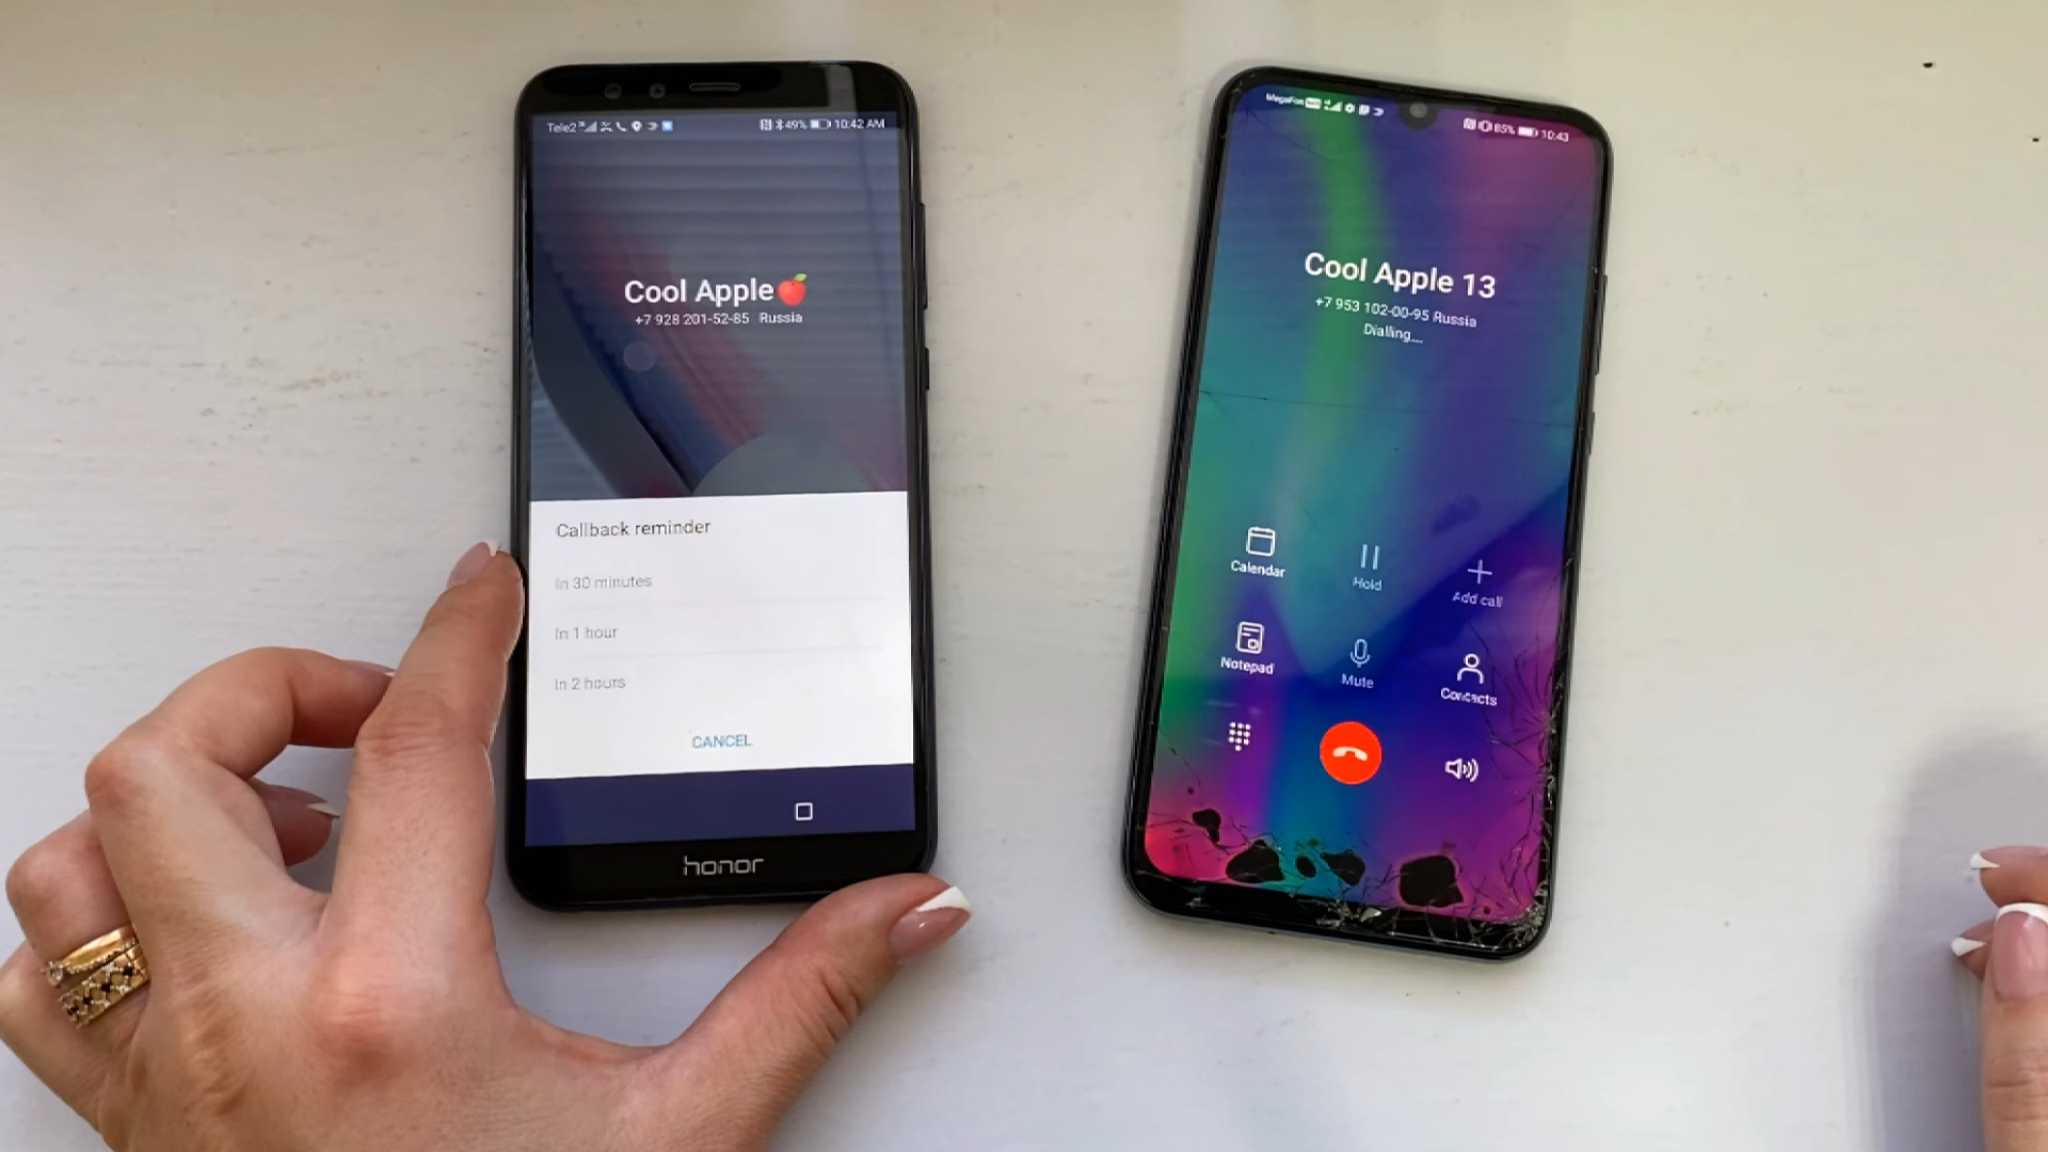 Tele2
49% 10:42 AM
Cool Apple🍎
+7 928 201-52-85 Russia
Callback reminder
In 30 minutes
In 1 hour
In 2 hours
CANCEL
honor
MegaFon
85% 10:43
Cool Apple 13
+7 953 102-00-95 Russia
Dialling...
Calendar
Hold
Add call
Notepad
Mute
Contacts